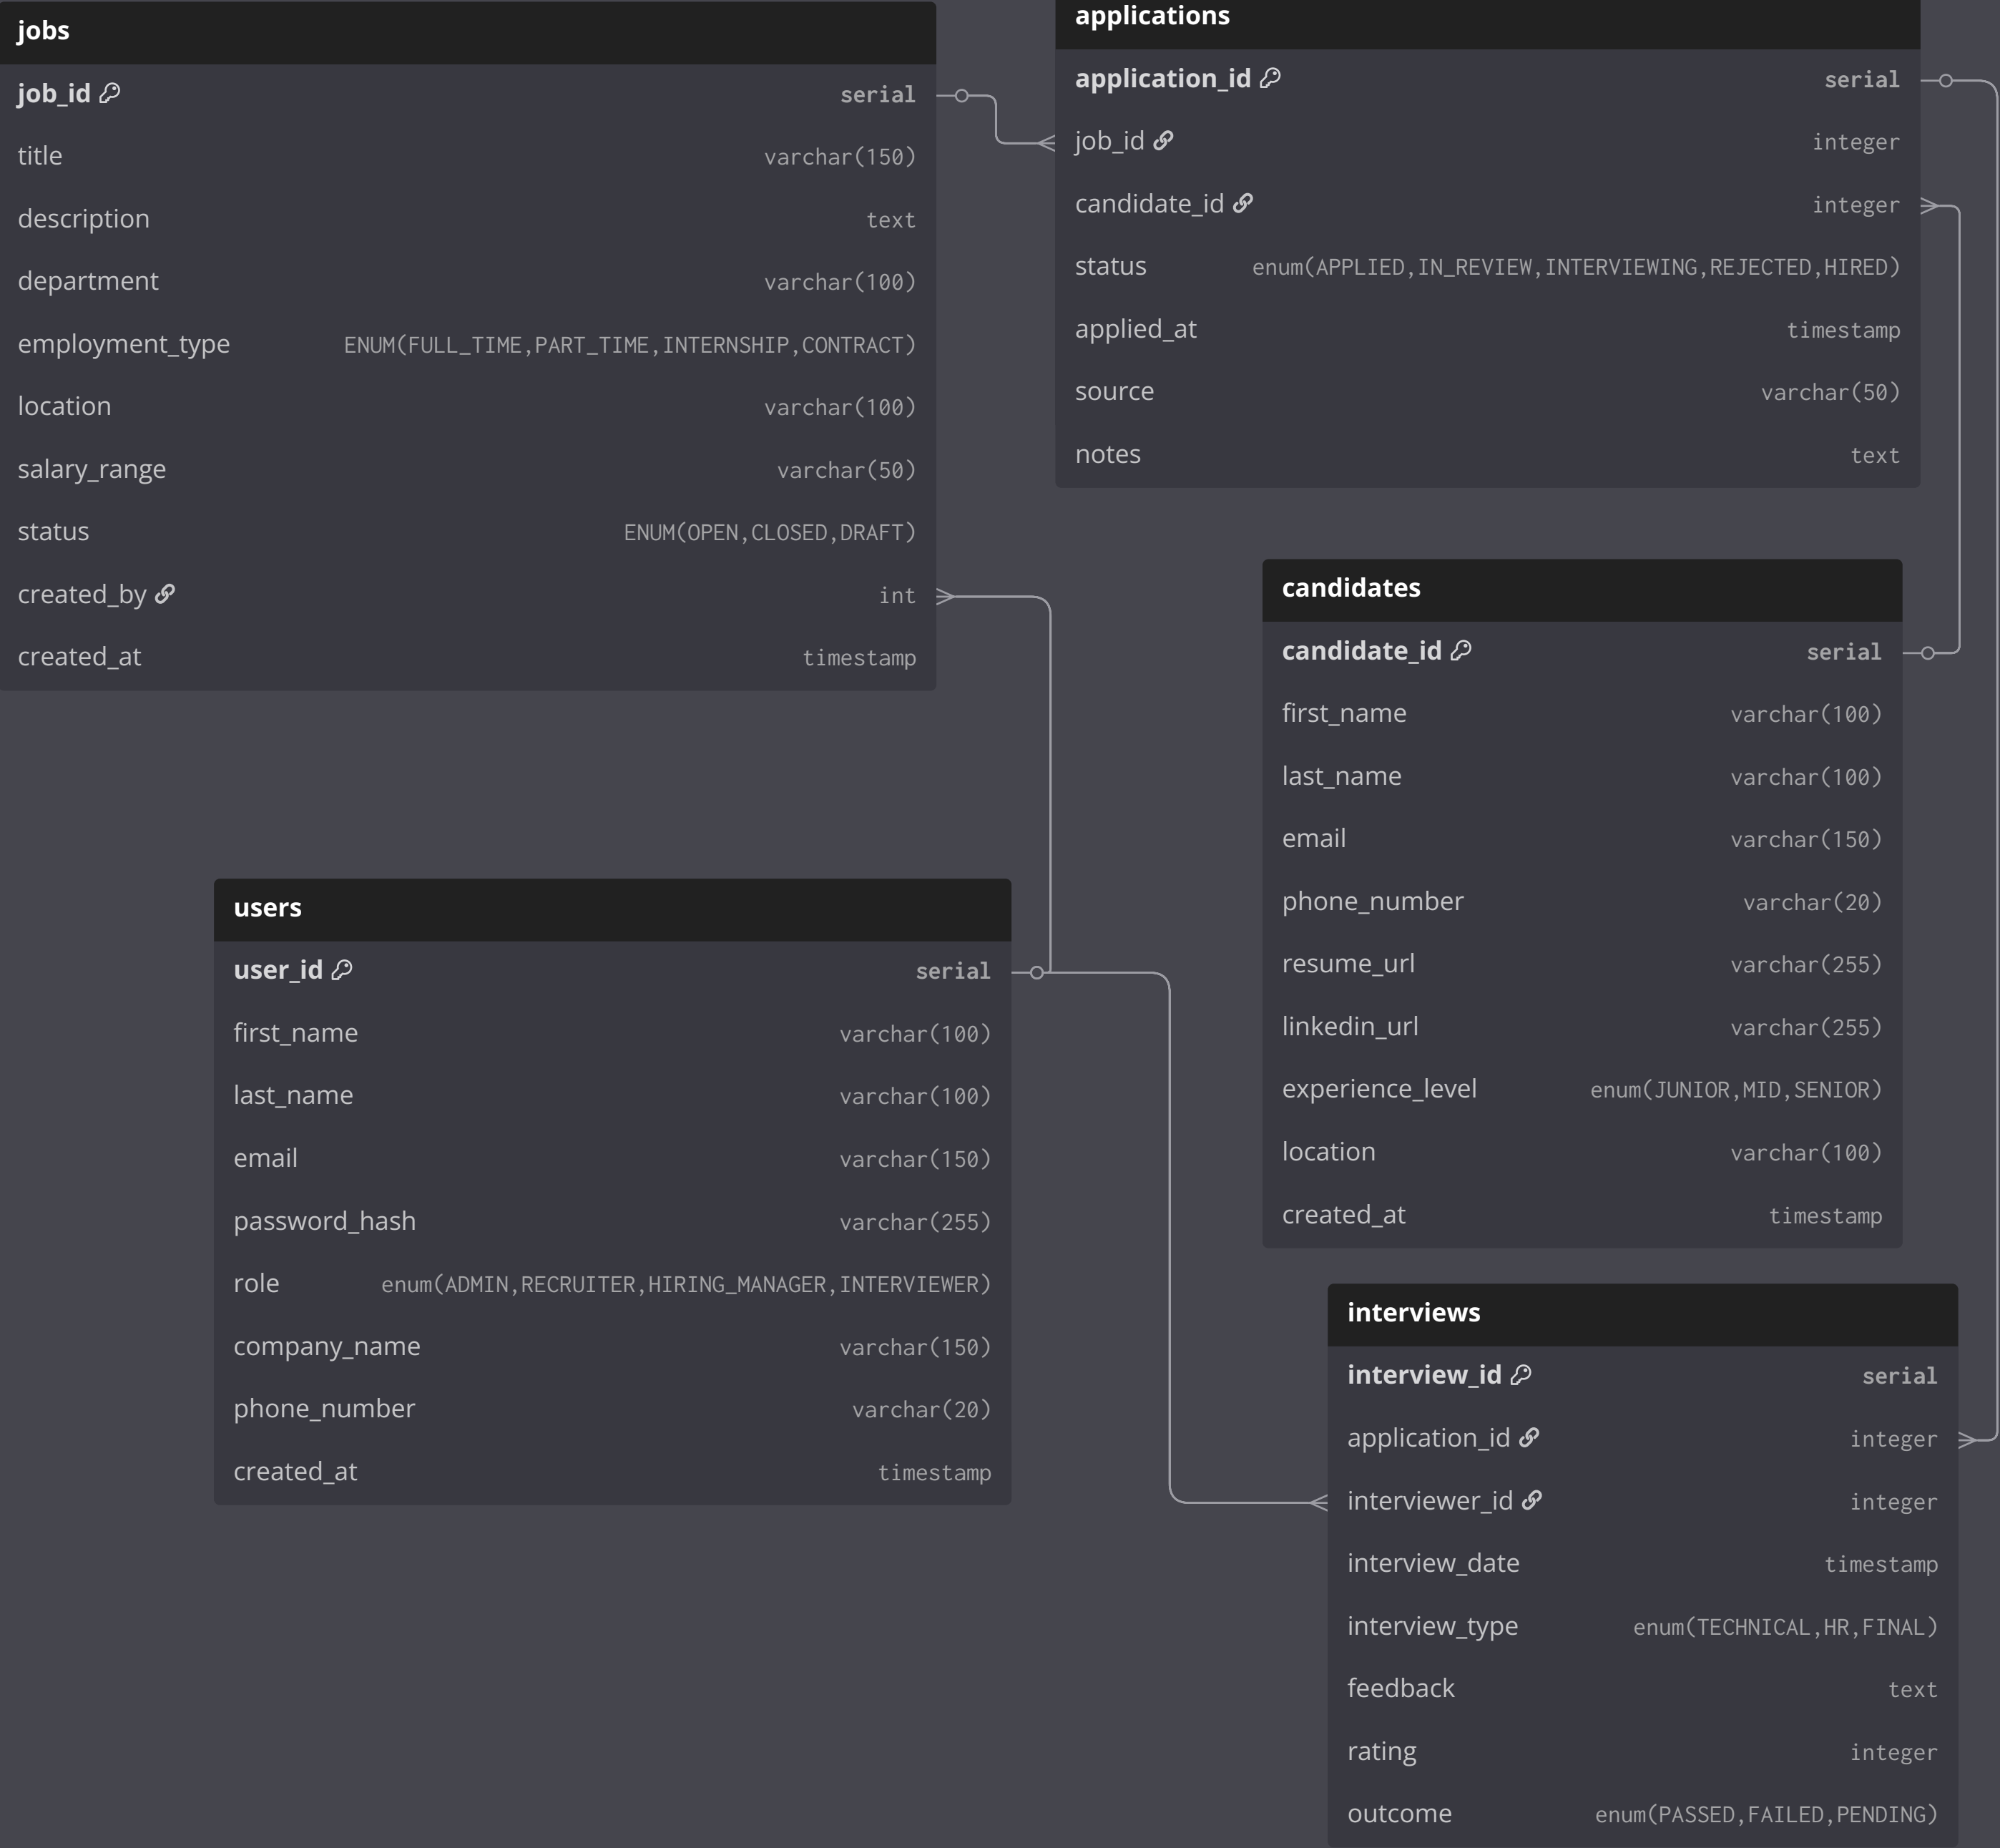 jobs
job_id serial
title varchar(150)
description text
department varchar(100)
employment_type ENUM(FULL_TIME,PART_TIME,INTERNSHIP,CONTRACT)
location varchar(100)
salary_range varchar(50)
status ENUM(OPEN,CLOSED,DRAFT)
created_by int
created_at timestamp
applications
application_id serial
job_id integer
candidate_id integer
status enum(APPLIED,IN_REVIEW,INTERVIEWING,REJECTED,HIRED)
applied_at timestamp
source varchar(50)
notes text
candidates
candidate_id serial
first_name varchar(100)
last_name varchar(100)
email varchar(150)
phone_number varchar(20)
resume_url varchar(255)
linkedin_url varchar(255)
experience_level enum(JUNIOR,MID,SENIOR)
location varchar(100)
created_at timestamp
users
user_id serial
first_name varchar(100)
last_name varchar(100)
email varchar(150)
password_hash varchar(255)
role enum(ADMIN,RECRUITER,HIRING_MANAGER,INTERVIEWER)
company_name varchar(150)
phone_number varchar(20)
created_at timestamp
interviews
interview_id serial
application_id integer
interviewer_id integer
interview_date timestamp
interview_type enum(TECHNICAL,HR,FINAL)
feedback text
rating integer
outcome enum(PASSED,FAILED,PENDING)